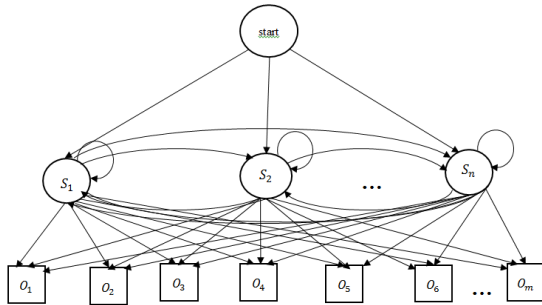 start
S₁
S₂
...
Sₙ
O₁
O₂
O₃
O₄
O₅
O₆
...
Oₘ